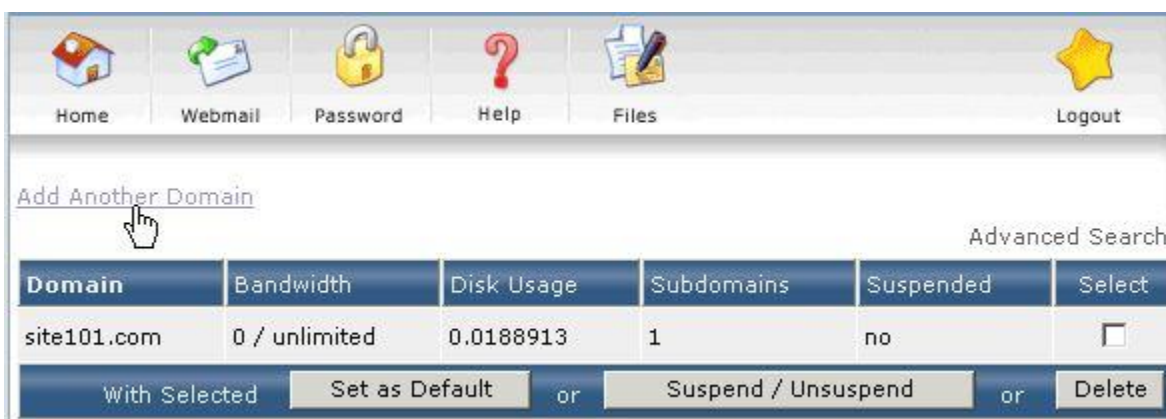 Home Webmail Password Help Files Logout
Add Another Domain
Advanced Search
Domain Bandwidth Disk Usage Subdomains Suspended Select
site101.com 0 / unlimited 0.0188913 1 no
With Selected Set as Default or Suspend / Unsuspend or Delete